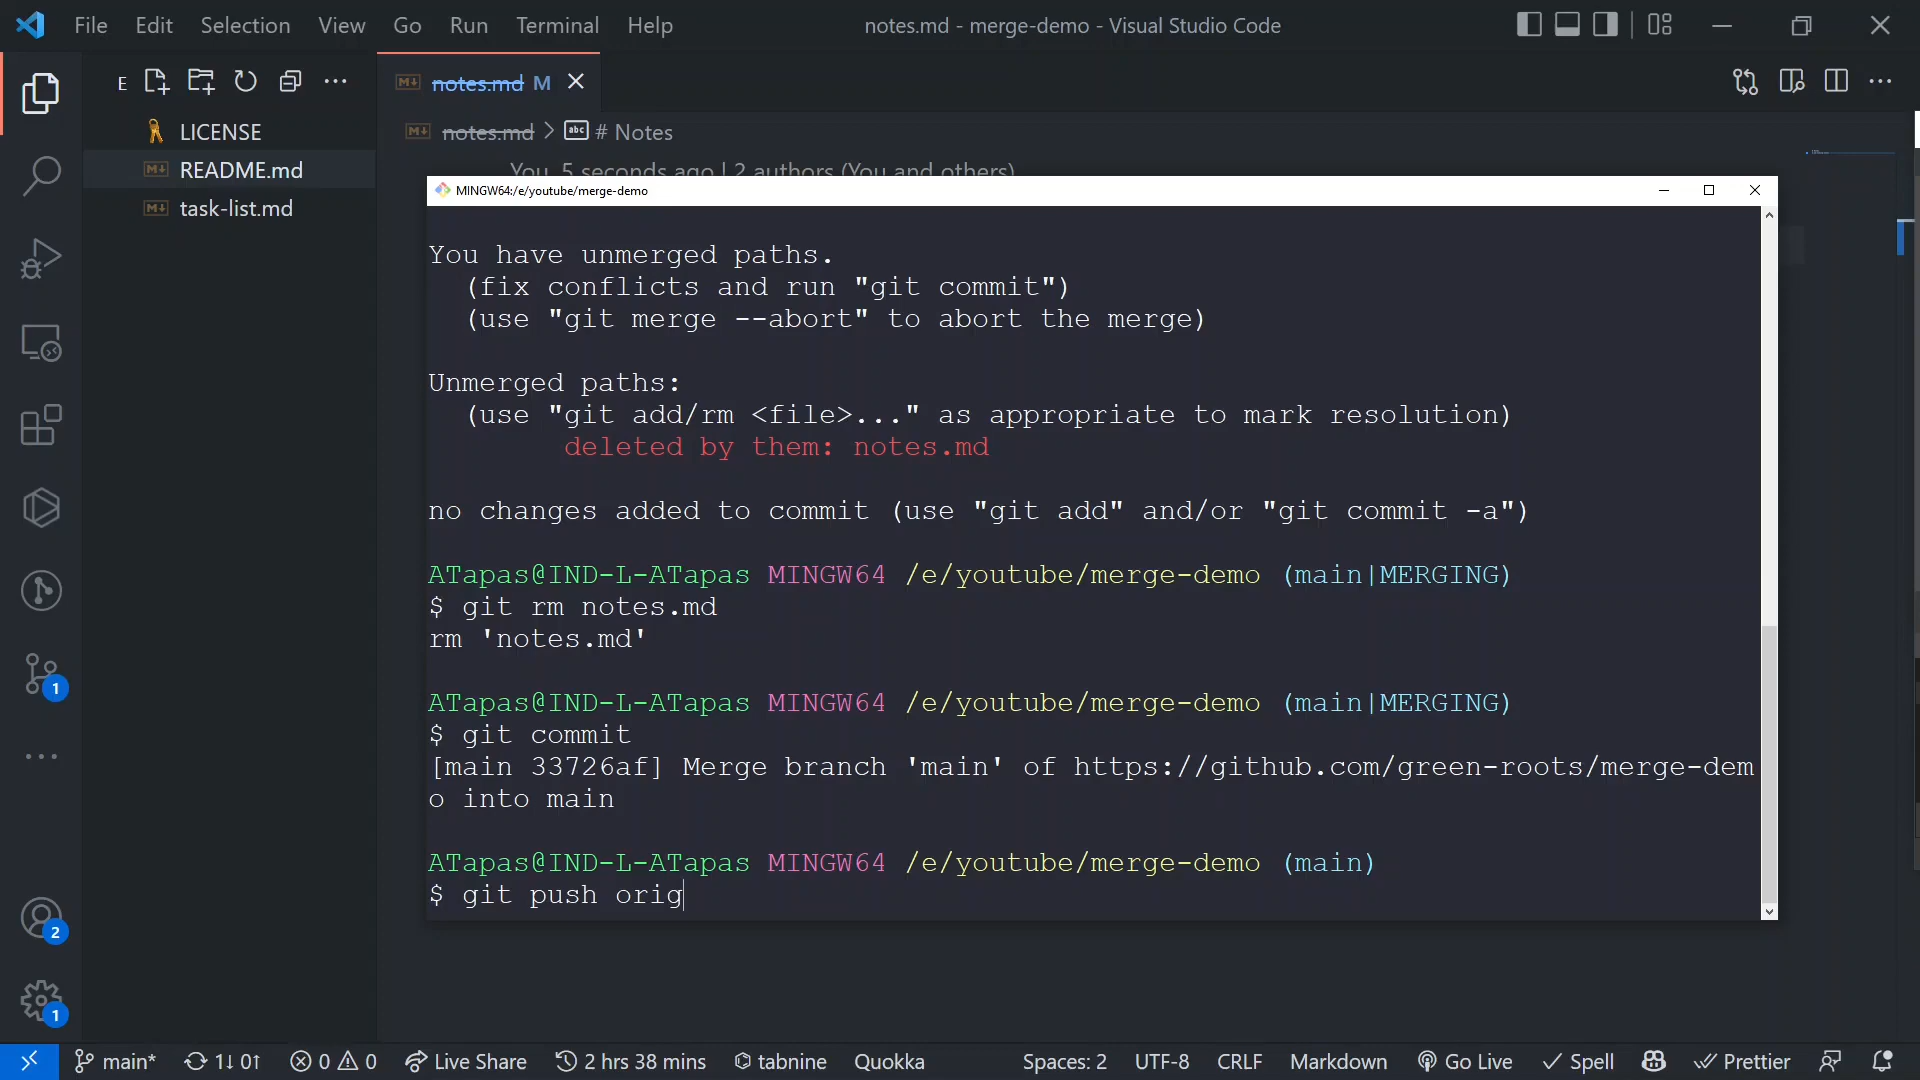 File Edit Selection View Go Run Terminal Help
notes.md - merge-demo - Visual Studio Code
E
notes.md M
LICENSE
README.md
task-list.md
notes.md > # Notes
You, 5 seconds ago | 2 authors (You and others)
MINGW64:/e/youtube/merge-demo
You have unmerged paths.
(fix conflicts and run "git commit")
(use "git merge --abort" to abort the merge)
Unmerged paths:
(use "git add/rm <file>..." as appropriate to mark resolution)
deleted by them: notes.md
no changes added to commit (use "git add" and/or "git commit -a")
ATapas@IND-L-ATapas MINGW64 /e/youtube/merge-demo (main|MERGING)
$ git rm notes.md
rm 'notes.md'
ATapas@IND-L-ATapas MINGW64 /e/youtube/merge-demo (main|MERGING)
$ git commit
[main 33726af] Merge branch 'main' of https://github.com/green-roots/merge-dem
o into main
ATapas@IND-L-ATapas MINGW64 /e/youtube/merge-demo (main)
$ git push orig
1
2
1
main* 1↓ 0↑ 0 0 Live Share 2 hrs 38 mins tabnine Quokka Spaces: 2 UTF-8 CRLF Markdown Go Live Spell Prettier